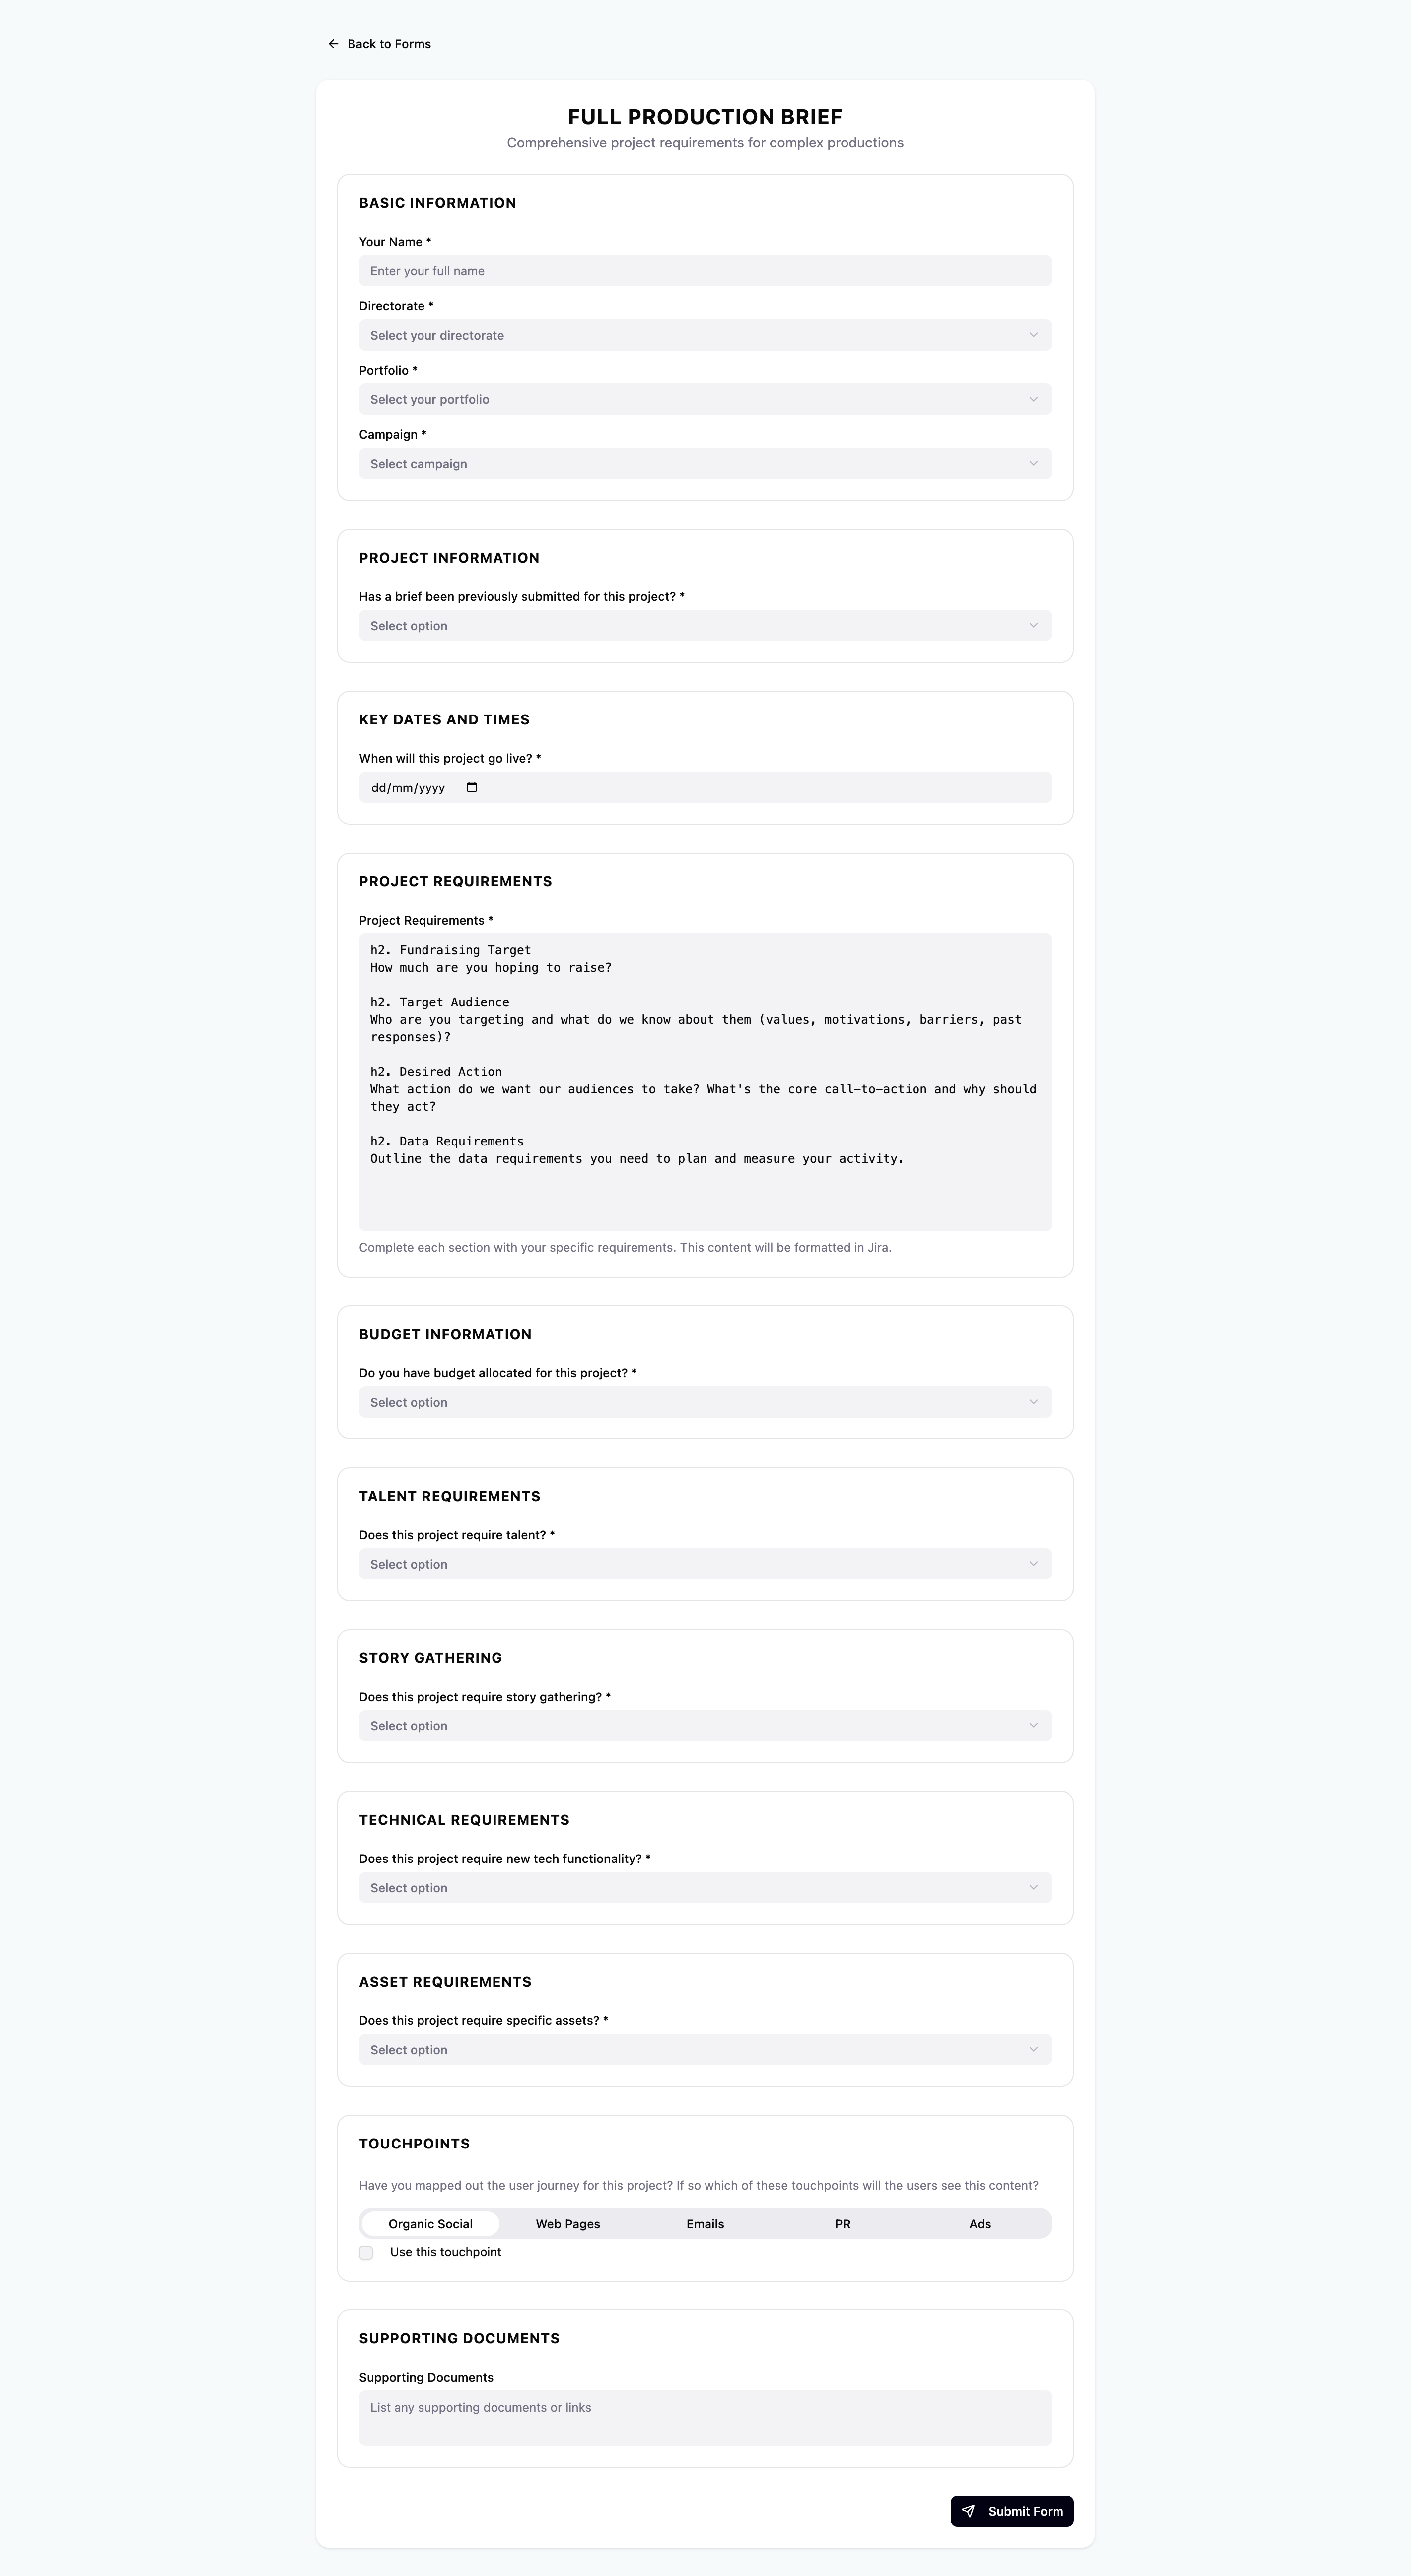 Back to Forms
FULL PRODUCTION BRIEF
Comprehensive project requirements for complex productions
BASIC INFORMATION
Your Name *
Enter your full name
Directorate *
Select your directorate
Portfolio *
Select your portfolio
Campaign *
Select campaign
PROJECT INFORMATION
Has a brief been previously submitted for this project? *
Select option
KEY DATES AND TIMES
When will this project go live? *
dd/mm/yyyy
PROJECT REQUIREMENTS
Project Requirements *
h2. Fundraising Target
How much are you hoping to raise?
h2. Target Audience
Who are you targeting and what do we know about them (values, motivations, barriers, past
responses)?
h2. Desired Action
What action do we want our audiences to take? What's the core call-to-action and why should
they act?
h2. Data Requirements
Outline the data requirements you need to plan and measure your activity.
Complete each section with your specific requirements. This content will be formatted in Jira.
BUDGET INFORMATION
Do you have budget allocated for this project? *
Select option
TALENT REQUIREMENTS
Does this project require talent? *
Select option
STORY GATHERING
Does this project require story gathering? *
Select option
TECHNICAL REQUIREMENTS
Does this project require new tech functionality? *
Select option
ASSET REQUIREMENTS
Does this project require specific assets? *
Select option
TOUCHPOINTS
Have you mapped out the user journey for this project? If so which of these touchpoints will the users see this content?
Organic Social Web Pages Emails PR Ads
Use this touchpoint
SUPPORTING DOCUMENTS
Supporting Documents
List any supporting documents or links
Submit Form